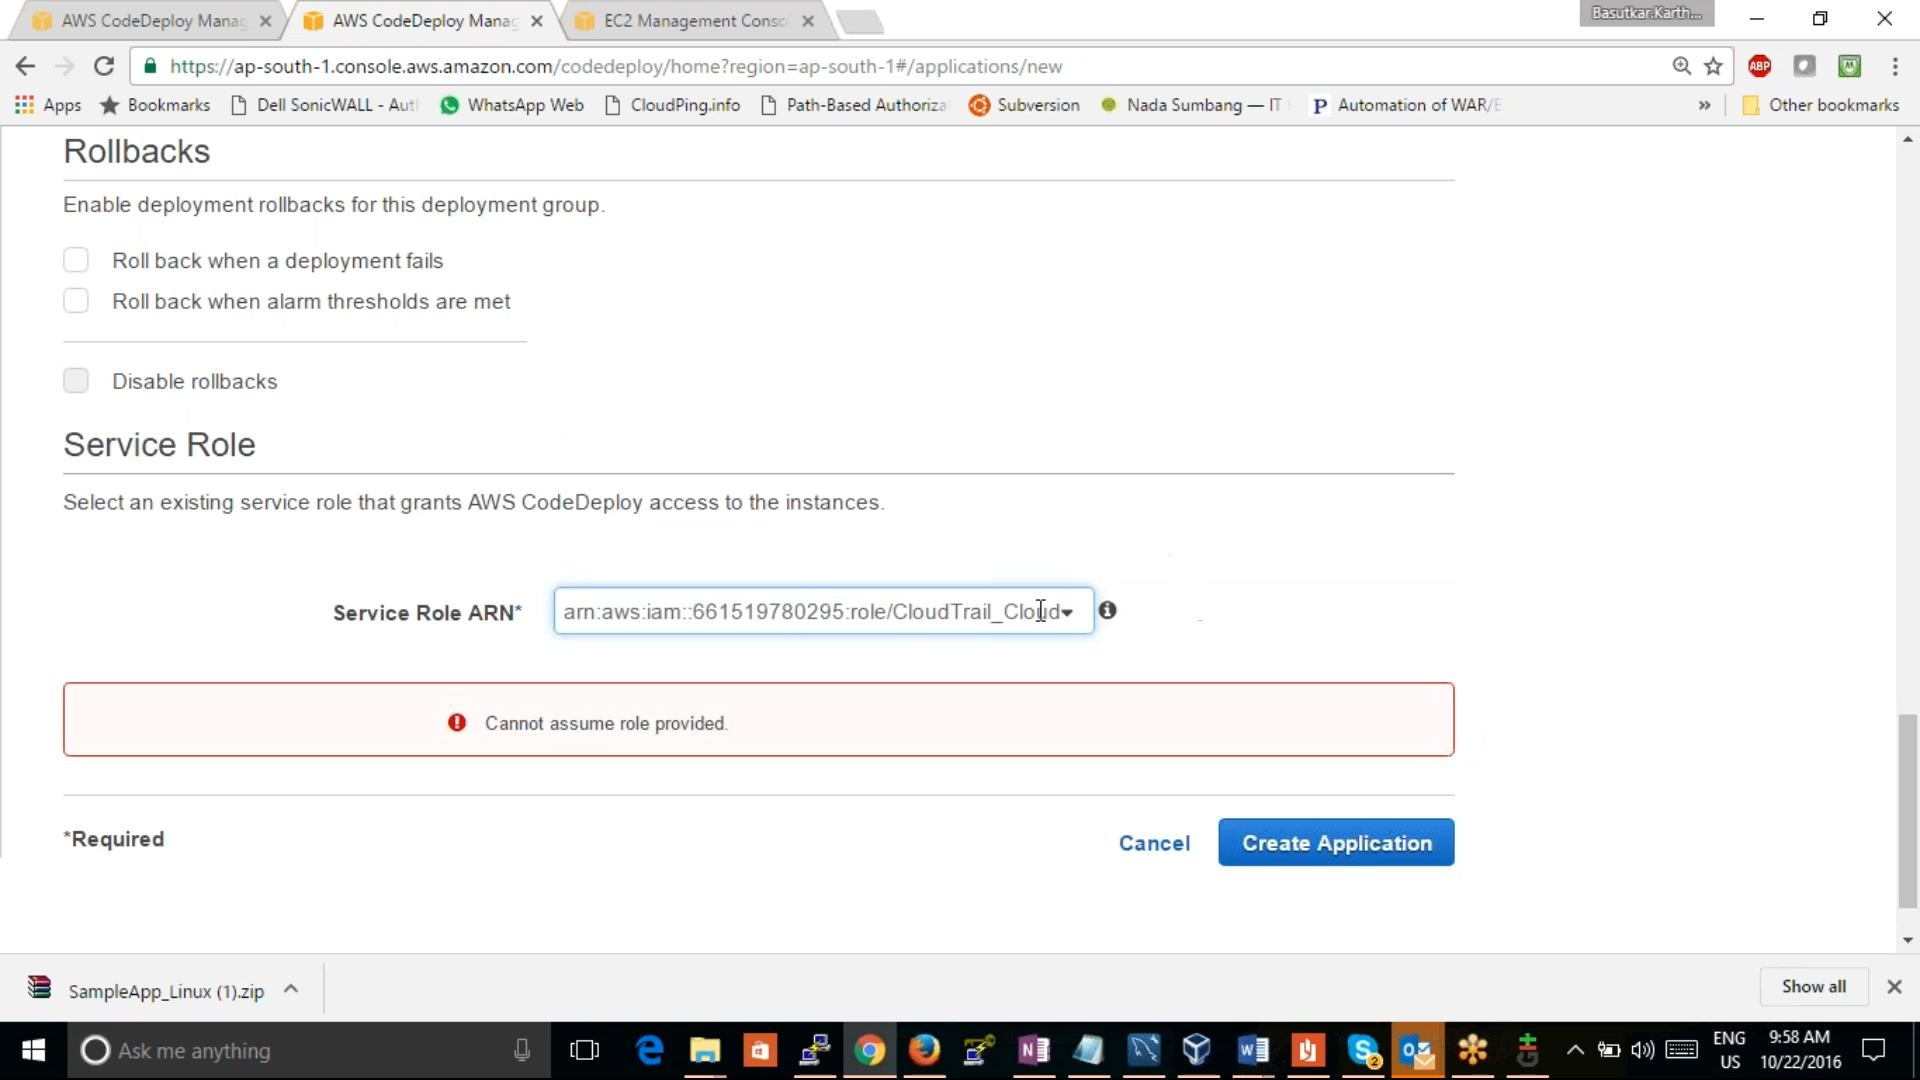 AWS CodeDeploy Manag
AWS CodeDeploy Manag
EC2 Management Conso
Basutkar.Karth...
https://ap-south-1.console.aws.amazon.com/codedeploy/home?region=ap-south-1#/applications/new
ABP
Apps
Bookmarks
Dell SonicWALL - Aut
WhatsApp Web
CloudPing.info
Path-Based Authoriza
Subversion
Nada Sumbang — IT
Automation of WAR/E
»
Other bookmarks
Rollbacks
Enable deployment rollbacks for this deployment group.
Roll back when a deployment fails
Roll back when alarm thresholds are met
Disable rollbacks
Service Role
Select an existing service role that grants AWS CodeDeploy access to the instances.
Service Role ARN*
arn:aws:iam::661519780295:role/CloudTrail_Cloud
Cannot assume role provided.
*Required
Cancel
Create Application
SampleApp_Linux (1).zip
Show all
Ask me anything
2
ENG
US
9:58 AM
10/22/2016